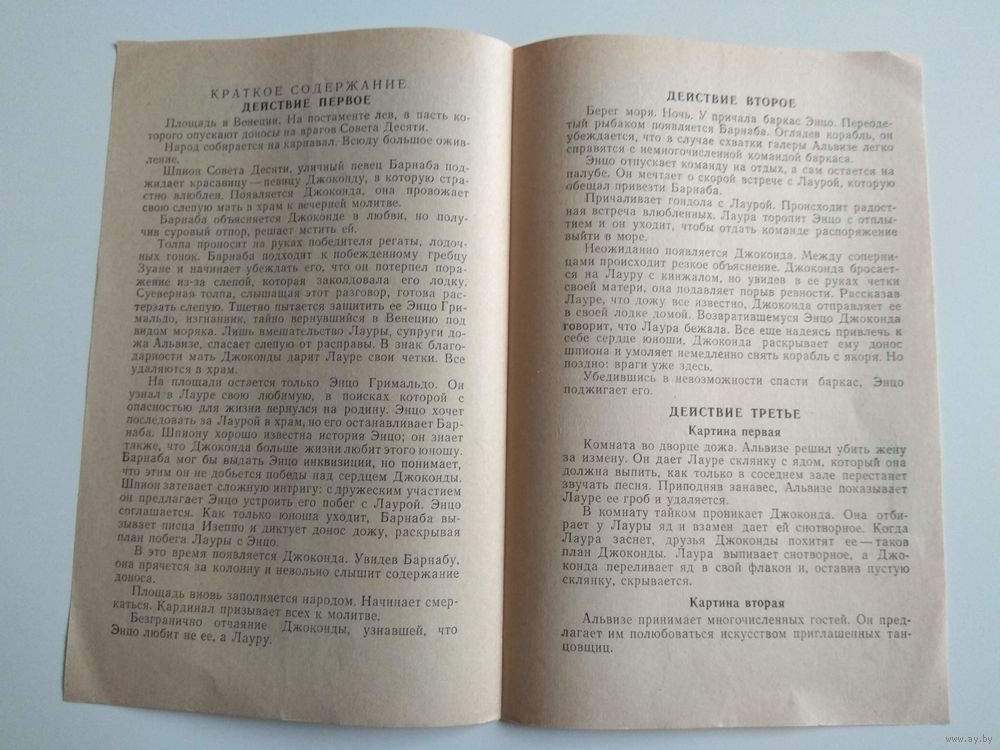 КРАТКОЕ СОДЕРЖАНИЕ
ДЕЙСТВИЕ ПЕРВОЕ
Площадь в Венеции. На постаменте лев, в пасть ко-
торого опускают доносы на врагов Совета Десяти.
Народ собирается на карнавал. Всюду большое ожив-
ление.
Шпион Совета Десяти, уличный певец Барнаба под-
жидает красавицу — певицу Джоконду, в которую стра-
стно влюблен. Появляется Джоконда, она провожает
свою слепую мать в храм к вечерней молитве.
Барнаба объясняется Джоконде в любви, но полу-
чив суровый отпор, решает мстить ей.
Толпа проносит на руках победителя регаты, лодоч-
ных гонок. Барнаба подходит к побежденному гребцу
Зуане и начинает убеждать его, что он потерпел пора-
жение из-за слепой, которая заколдовала его лодку.
Суеверная толпа, слышащая этот разговор, готова рас-
терзать слепую. Тщетно пытается защитить ее Энцо Гри-
мальдо, изгнанник, тайно вернувшийся в Венецию под
видом моряка. Лишь вмешательство Лауры, супруги до-
жа Альвизе, спасает слепую от расправы. В знак благо-
дарности мать Джоконды дарит Лауре свои четки. Все
удаляются в храм.
На площади остается только Энцо Гримальдо. Он
узнал в Лауре свою любимую, в поисках которой с
опасностью для жизни вернулся на родину. Энцо хочет
последовать за Лаурой в храм, но его останавливает Бар-
наба. Шпиону хорошо известна история Энцо; он знает
также, что Джоконда больше жизни любит этого юношу.
Барнаба мог бы выдать Энцо инквизиции, но понимает,
что этим он не добьется победы над сердцем Джоконды.
Шпион затевает сложную интригу: с дружеским участием
он предлагает Энцо устроить его побег с Лаурой. Энцо
соглашается. Как только юноша уходит, Барнаба вы-
зывает писца Изеппо и диктует донос дожу, раскрывая
план побега Лауры с Энцо.
В это время появляется Джоконда. Увидев Барнабу,
она прячется за колонну и невольно слышит содержание
доноса.
Площадь вновь заполняется народом. Начинает смер-
каться. Кардинал призывает всех к молитве.
Безгранично отчаяние Джоконды, узнавшей, что
Энцо любит не ее, а Лауру.
ДЕЙСТВИЕ ВТОРОЕ
Берег моря. Ночь. У причала баркас Энцо. Переоде-
тый рыбаком появляется Барнаба. Оглядев корабль, он
убеждается, что в случае схватки галеры Альвизе легко
справятся с немногочисленной командой баркаса.
Энцо отпускает команду на отдых, а сам остается на
палубе. Он мечтает о скорой встрече с Лаурой, которую
обещал привезти Барнаба.
Причаливает гондола с Лаурой. Происходит радост-
ная встреча влюбленных. Лаура торопит Энцо с отплы-
тием и он уходит, чтобы отдать команде распоряжение
выйти в море.
Неожиданно появляется Джоконда. Между соперни-
цами происходит резкое объяснение. Джоконда бросает-
ся на Лауру с кинжалом, но увидев в ее руках четки
своей матери, она подавляет порыв ревности. Рассказав
Лауре, что дожу все известно, Джоконда отправляет ее
в своей лодке домой. Возвратившемуся Энцо Джоконда
говорит, что Лаура бежала. Все еще надеясь привлечь к
себе сердце юноши, Джоконда раскрывает ему донос
шпиона и умоляет немедленно снять корабль с якоря. Но
поздно: враги уже здесь.
Убедившись в невозможности спасти баркас, Энцо
поджигает его.
ДЕЙСТВИЕ ТРЕТЬЕ
Картина первая
Комната во дворце дожа. Альвизе решил убить жену
за измену. Он дает Лауре склянку с ядом, который она
должна выпить, как только в соседнем зале перестанет
звучать песня. Приподняв занавес, Альвизе показывает
Лауре ее гроб и удаляется.
В комнату тайком проникает Джоконда. Она отби-
рает у Лауры яд и взамен дает ей снотворное. Когда
Лаура заснет, друзья Джоконды похитят ее — таков
план Джоконды. Лаура выпивает снотворное, а Джо-
конда переливает яд в свой флакон и, оставив пустую
склянку, скрывается.
Картина вторая
Альвизе принимает многочисленных гостей. Он пред-
лагает им полюбоваться искусством приглашенных тан-
цовщиц.
www.ay.by